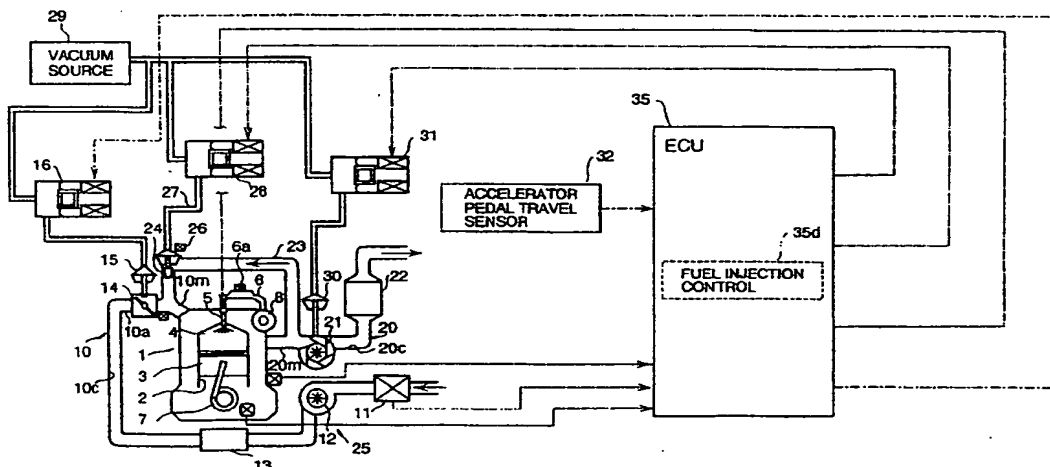 29
VACUUM
SOURCE
16
28
31
35
ECU
32
ACCELERATOR
PEDAL TRAVEL
SENSOR
35d
FUEL INJECTION
CONTROL
27
24
26
23
15
6a
10m
6
14
5
8
30
22
21
20
10a
4
10
1
20m
20c
3
10c
2
7
11
12
25
13